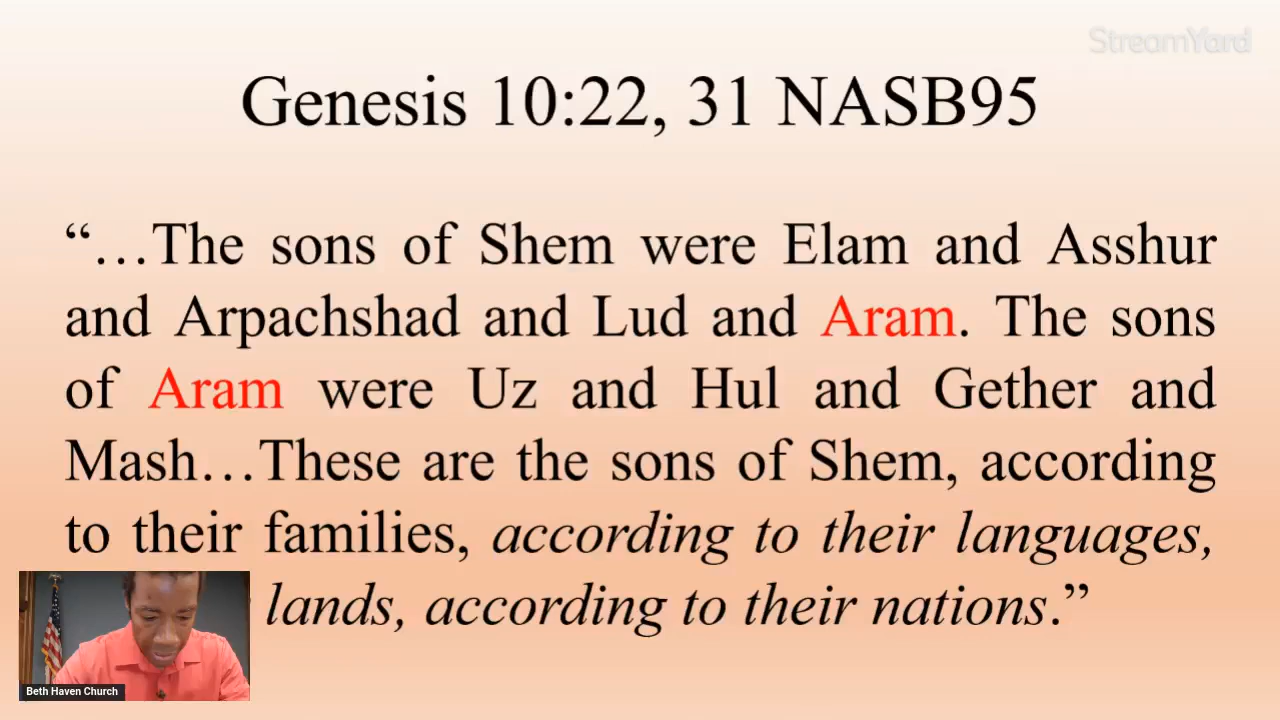 StreamYard
Genesis 10:22, 31 NASB95
“…The sons of Shem were Elam and Asshur
and Arpachshad and Lud and Aram. The sons
of Aram were Uz and Hul and Gether and
Mash…These are the sons of Shem, according
to their families, according to their languages,
lands, according to their nations.”
Beth Haven Church